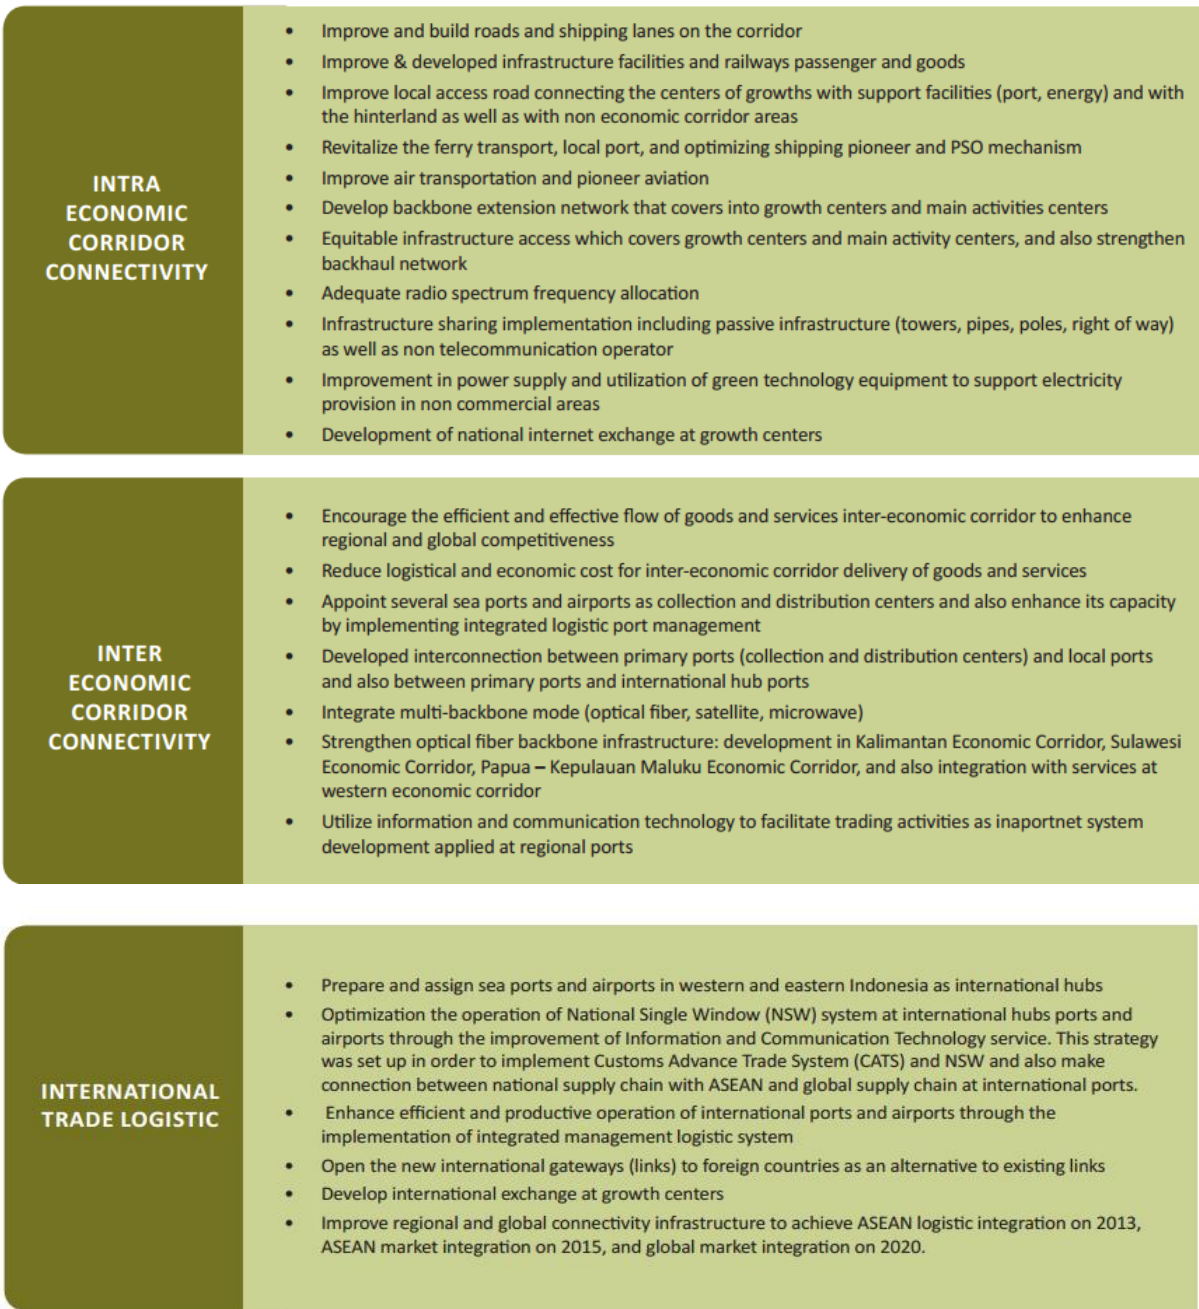 INTRA
ECONOMIC
CORRIDOR
CONNECTIVITY
• Improve and build roads and shipping lanes on the corridor
• Improve & developed infrastructure facilities and railways passenger and goods
• Improve local access road connecting the centers of growths with support facilities (port, energy) and with
the hinterland as well as with non economic corridor areas
• Revitalize the ferry transport, local port, and optimizing shipping pioneer and PSO mechanism
• Improve air transportation and pioneer aviation
• Develop backbone extension network that covers into growth centers and main activities centers
• Equitable infrastructure access which covers growth centers and main activity centers, and also strengthen
backhaul network
• Adequate radio spectrum frequency allocation
• Infrastructure sharing implementation including passive infrastructure (towers, pipes, poles, right of way)
as well as non telecommunication operator
• Improvement in power supply and utilization of green technology equipment to support electricity
provision in non commercial areas
• Development of national internet exchange at growth centers
INTER
ECONOMIC
CORRIDOR
CONNECTIVITY
• Encourage the efficient and effective flow of goods and services inter-economic corridor to enhance
regional and global competitiveness
• Reduce logistical and economic cost for inter-economic corridor delivery of goods and services
• Appoint several sea ports and airports as collection and distribution centers and also enhance its capacity
by implementing integrated logistic port management
• Developed interconnection between primary ports (collection and distribution centers) and local ports
and also between primary ports and international hub ports
• Integrate multi-backbone mode (optical fiber, satellite, microwave)
• Strengthen optical fiber backbone infrastructure: development in Kalimantan Economic Corridor, Sulawesi
Economic Corridor, Papua – Kepulauan Maluku Economic Corridor, and also integration with services at
western economic corridor
• Utilize information and communication technology to facilitate trading activities as inaportnet system
development applied at regional ports
INTERNATIONAL
TRADE LOGISTIC
• Prepare and assign sea ports and airports in western and eastern Indonesia as international hubs
• Optimization the operation of National Single Window (NSW) system at international hubs ports and
airports through the improvement of Information and Communication Technology service. This strategy
was set up in order to implement Customs Advance Trade System (CATS) and NSW and also make
connection between national supply chain with ASEAN and global supply chain at international ports.
• Enhance efficient and productive operation of international ports and airports through the
implementation of integrated management logistic system
• Open the new international gateways (links) to foreign countries as an alternative to existing links
• Develop international exchange at growth centers
• Improve regional and global connectivity infrastructure to achieve ASEAN logistic integration on 2013,
ASEAN market integration on 2015, and global market integration on 2020.